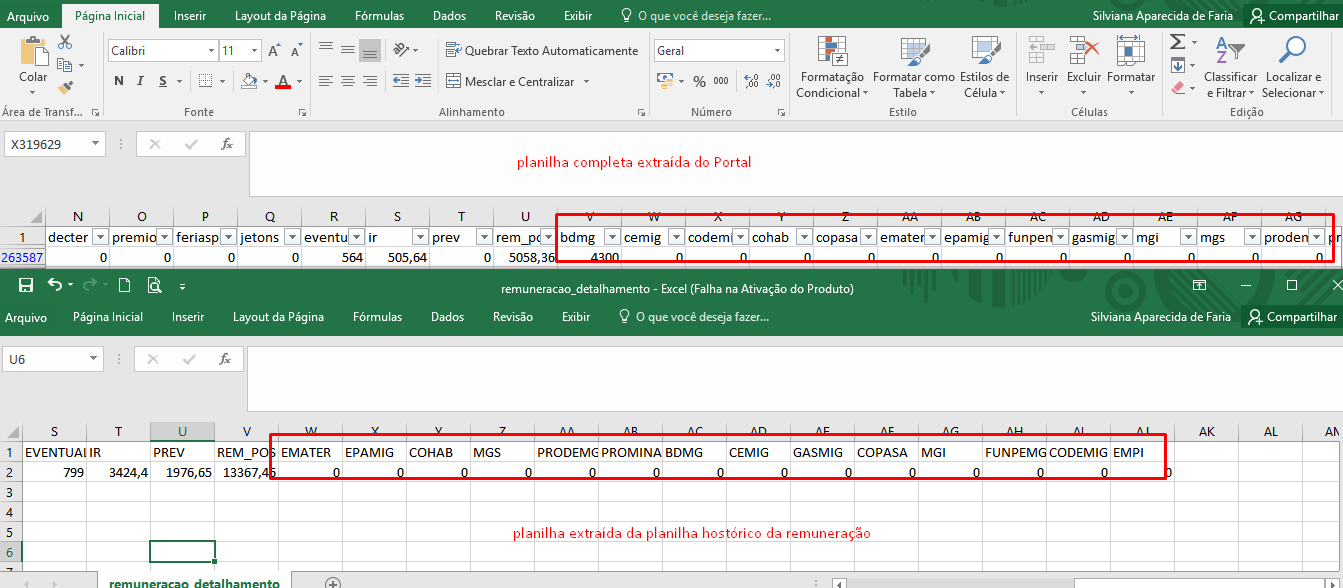 Arquivo Página Inicial Inserir Layout da Página Fórmulas Dados Revisão Exibir O que você deseja fazer... Silviana Aparecida de Faria Compartilhar
Colar Calibri 11 Quebrar Texto Automaticamente Geral
N I S Mesclar e Centralizar % 000
Formatação Condicional Formatar como Tabela Estilos de Célula Inserir Excluir Formatar Classificar e Filtrar Localizar e Selecionar
Área de Transf... Fonte Alinhamento Número Estilo Células Edição
X319629 fx
planilha completa extraída do Portal
N O P Q R S T U V W X Y Z AA AB AC AD AE AF AG
1 decter premio feriasp jetons eventu ir prev rem_po bdmg cemig codemi cohab copasa emater epamig funpen gasmig mgi mgs proden pr
263587 0 0 0 0 564 505,64 0 5058,36 4300 0 0 0 0 0 0 0 0 0 0 0
remuneracao_detalhamento - Excel (Falha na Ativação do Produto)
Arquivo Página Inicial Inserir Layout da Página Fórmulas Dados Revisão Exibir O que você deseja fazer... Silviana Aparecida de Faria Compartilhar
U6 fx
S T U V W X Y Z AA AB AC AD AE AF AG AH AI AJ AK AL AN
1 EVENTUAL IR PREV REM_POS EMATER EPAMIG COHAB MGS PRODEMG PROMINA BDMG CEMIG GASMIG COPASA MGI FUNPEMG CODEMIG EMPI
2 799 3424,4 1976,65 13367,45 0 0 0 0 0 0 0 0 0 0 0 0 0 0
3
4
5
planilha extraída da planilha hostórico da remuneração
6
7
remuneracao_detalhamento